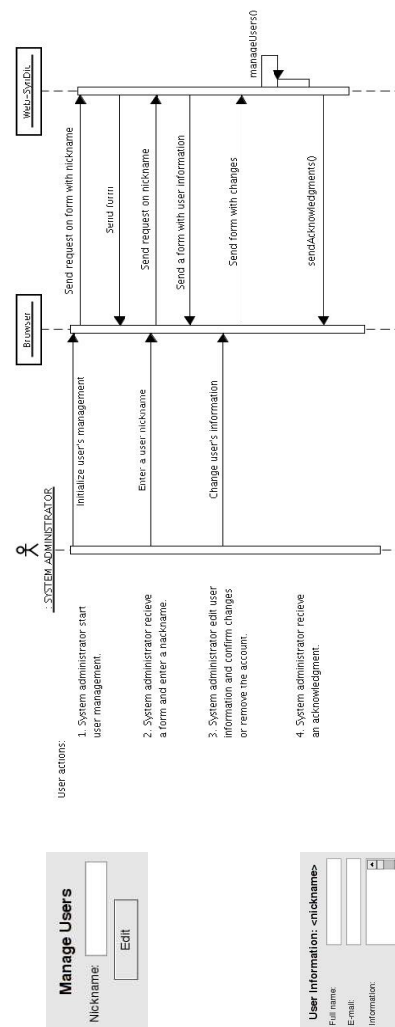 User actions:
1. System administrator start
user management.
2. System administrator recieve
a form and enter a nackname.
3. System administrator edit user
information and confirm changes
or remove the account.
4. System administrator recieve
an acknowledgment.
: SYSTEM ADMINISTRATOR
Browser
Web-SynDiC
Initialize user's management
Send request on form with nickname
Send form
Enter a user nickname
Send request on nickname
Send a form with user information
Change user's information
Send form with changes
manageUsers()
sendAcknowledgments()
Manage Users
Nickname:
Edit
User Information: <nickname>
Full name:
E-mail:
Information: